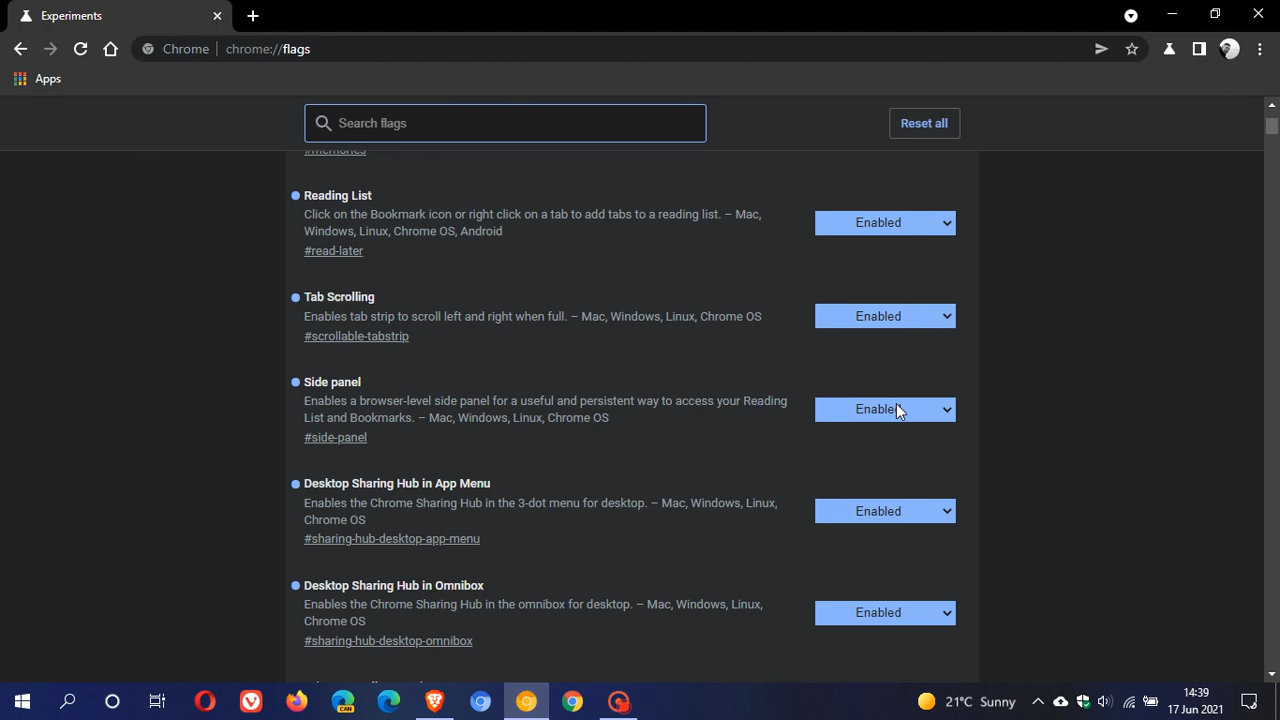 Experiments
Chrome
chrome://flags
Apps
Search flags
Reset all
#memories
Reading List
Click on the Bookmark icon or right click on a tab to add tabs to a reading list. – Mac,
Windows, Linux, Chrome OS, Android
#read-later
Enabled
Tab Scrolling
Enables tab strip to scroll left and right when full. – Mac, Windows, Linux, Chrome OS
#scrollable-tabstrip
Enabled
Side panel
Enables a browser-level side panel for a useful and persistent way to access your Reading
List and Bookmarks. – Mac, Windows, Linux, Chrome OS
#side-panel
Enabled
Desktop Sharing Hub in App Menu
Enables the Chrome Sharing Hub in the 3-dot menu for desktop. – Mac, Windows, Linux,
Chrome OS
#sharing-hub-desktop-app-menu
Enabled
Desktop Sharing Hub in Omnibox
Enables the Chrome Sharing Hub in the omnibox for desktop. – Mac, Windows, Linux,
Chrome OS
#sharing-hub-desktop-omnibox
Enabled
CAN
21°C Sunny
14:39
17 Jun 2021